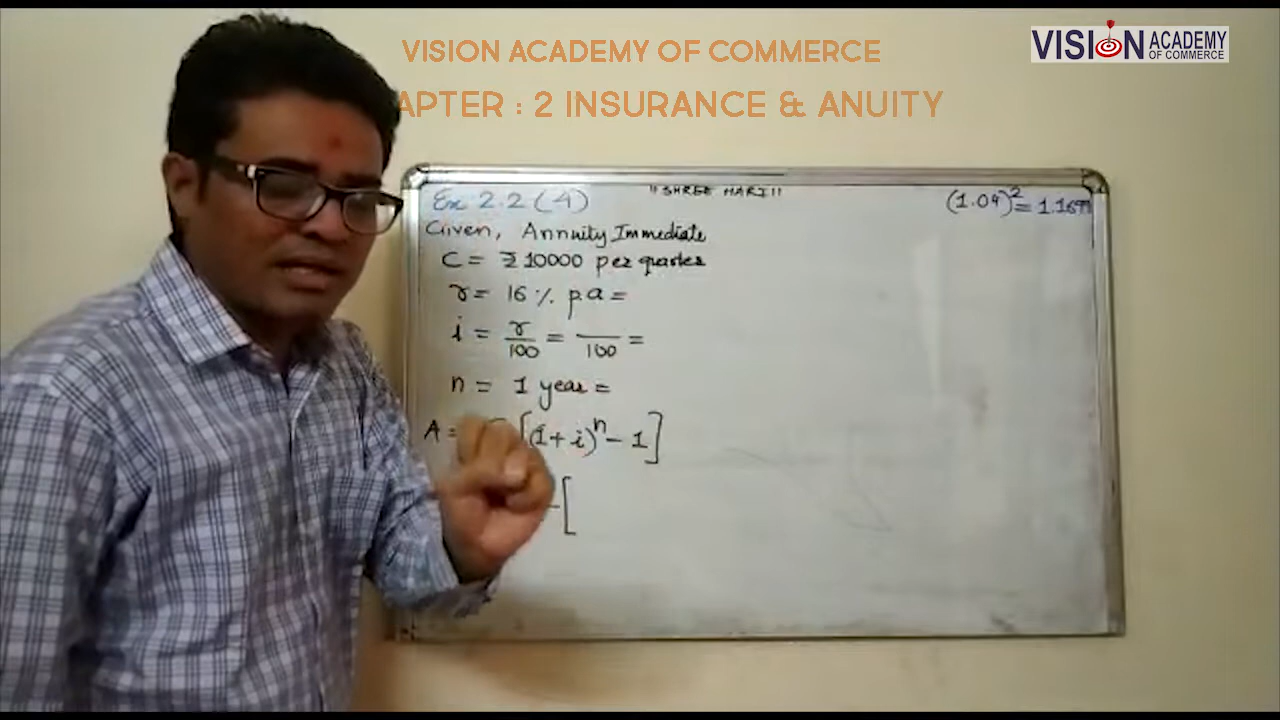 VISION ACADEMY OF COMMERCE
APTER : 2 INSURANCE & ANUITY
VISION ACADEMY
OF COMMERCE
"SHREE HARI"
Ex 2.2 (4)
(1.04)² = 1.1699
Given, Annuity Immediate
C = ₹ 10000 per quarter
r = 16 % p.a =
i = r/100 = /100 =
n = 1 year =
A = [(1 + i)ⁿ - 1]
[